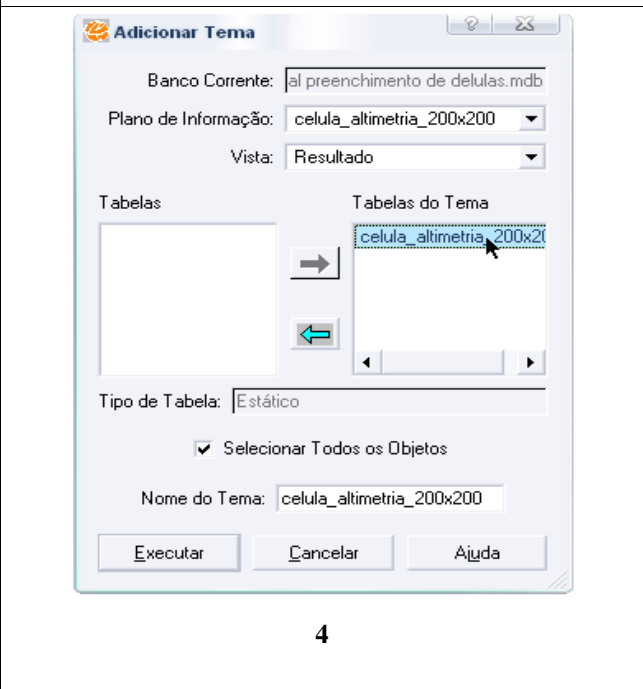 Adicionar Tema
Banco Corrente: al preenchimento de delulas.mdb
Plano de Informação: celula_altimetria_200x200
Vista: Resultado
Tabelas Tabelas do Tema
celula_altimetria_200x20
Tipo de Tabela: Estático
Selecionar Todos os Objetos
Nome do Tema: celula_altimetria_200x200
Executar Cancelar Ajuda
4